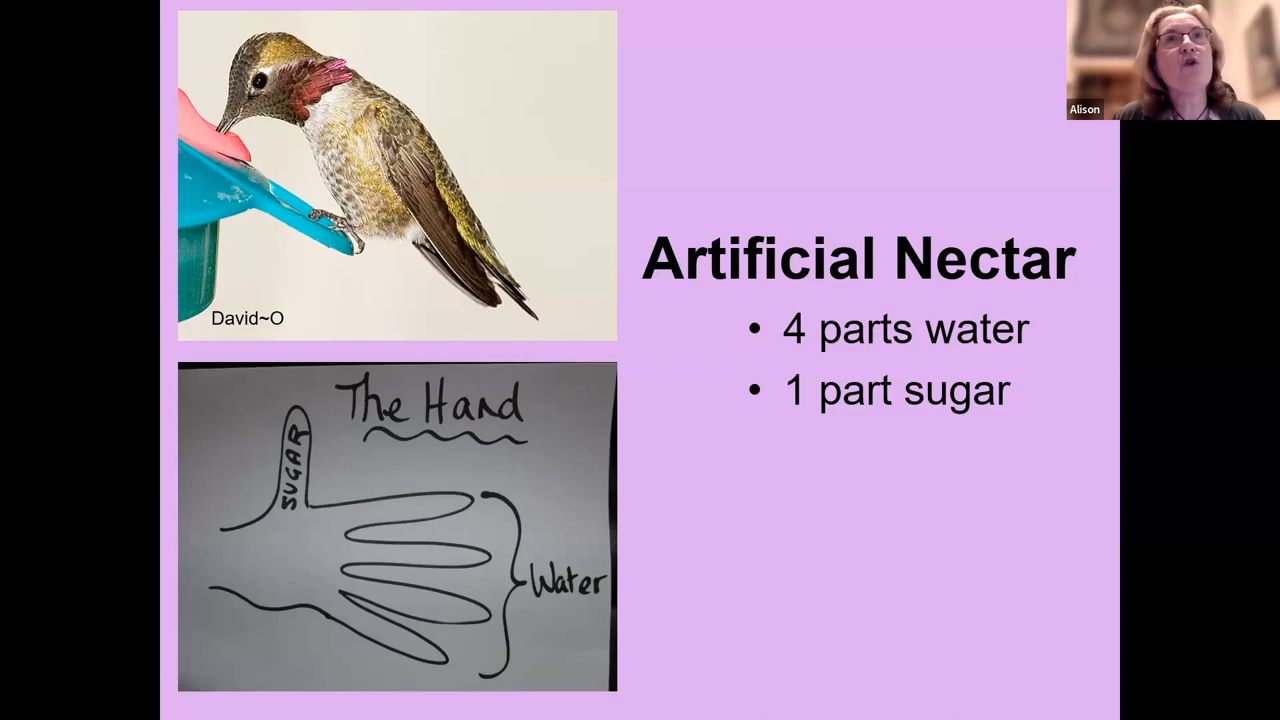 Alison
David~O
Artificial Nectar
• 4 parts water
• 1 part sugar
The Hand
SUGAR
Water